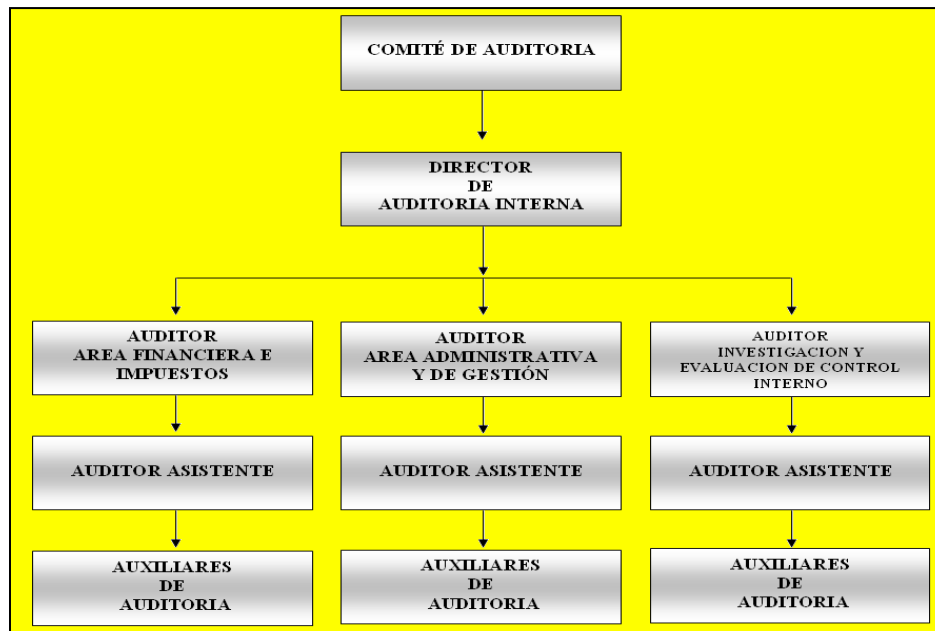 COMITÉ DE AUDITORIA
DIRECTOR
DE
AUDITORIA INTERNA
AUDITOR
AREA FINANCIERA E
IMPUESTOS
AUDITOR
AREA ADMINISTRATIVA
Y DE GESTIÓN
AUDITOR
INVESTIGACION Y
EVALUACION DE CONTROL
INTERNO
AUDITOR ASISTENTE
AUDITOR ASISTENTE
AUDITOR ASISTENTE
AUXILIARES
DE
AUDITORIA
AUXILIARES
DE
AUDITORIA
AUXILIARES
DE
AUDITORIA